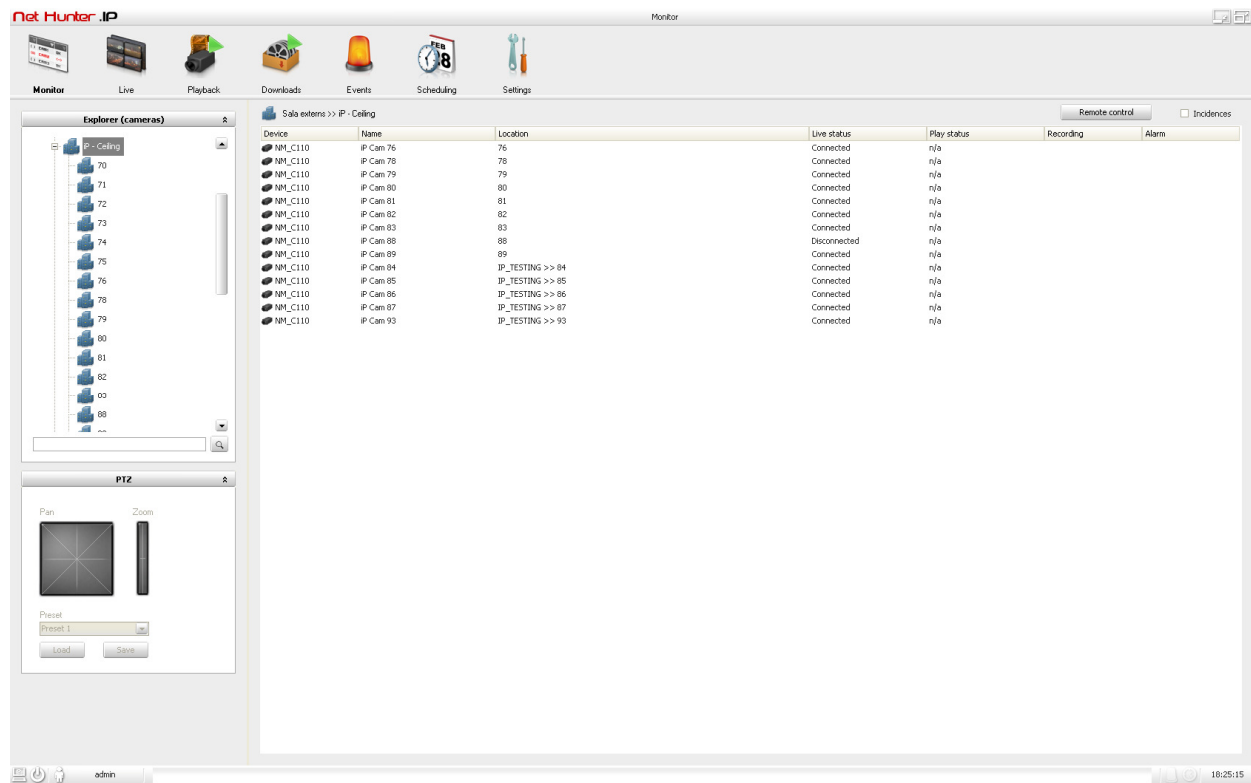 Net Hunter .IP
Monitor
Monitor Live Playback Downloads Events Scheduling Settings
Explorer (cameras)
iP - Ceiling
70
71
72
73
74
75
76
78
79
80
81
82
88
PTZ
Pan Zoom
Preset
Preset 1
Load Save
Sala externs >> iP - Ceiling Remote control Incidences
Device Name Location Live status Play status Recording Alarm
NM_C110 iP Cam 76 76 Connected n/a
NM_C110 iP Cam 78 78 Connected n/a
NM_C110 iP Cam 79 79 Connected n/a
NM_C110 iP Cam 80 80 Connected n/a
NM_C110 iP Cam 81 81 Connected n/a
NM_C110 iP Cam 82 82 Connected n/a
NM_C110 iP Cam 83 83 Connected n/a
NM_C110 iP Cam 88 88 Disconnected n/a
NM_C110 iP Cam 89 89 Connected n/a
NM_C110 iP Cam 84 IP_TESTING >> 84 Connected n/a
NM_C110 iP Cam 85 IP_TESTING >> 85 Connected n/a
NM_C110 iP Cam 86 IP_TESTING >> 86 Connected n/a
NM_C110 iP Cam 87 IP_TESTING >> 87 Connected n/a
NM_C110 iP Cam 93 IP_TESTING >> 93 Connected n/a
admin
18:25:15